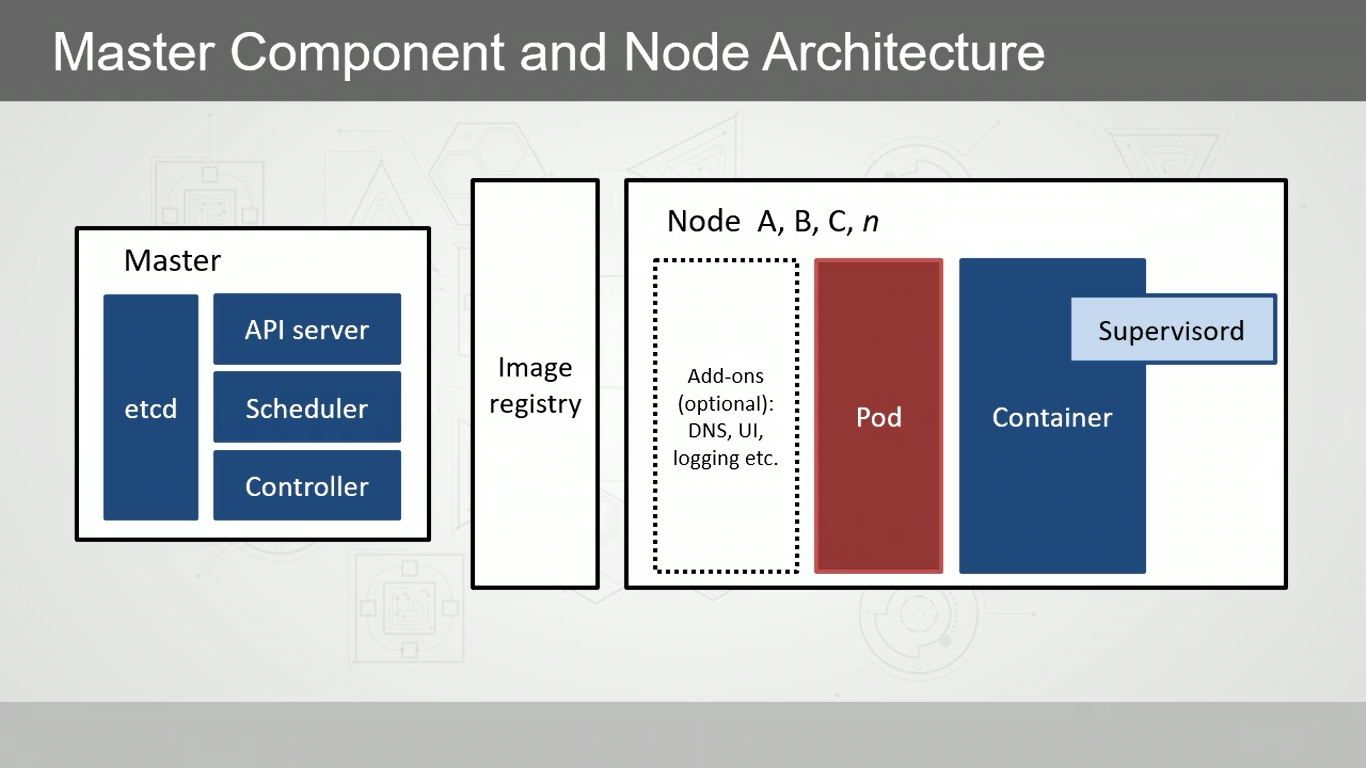 Master Component and Node Architecture
Master
etcd
API server
Scheduler
Controller
Image
registry
Node A, B, C, n
Add-ons
(optional):
DNS, UI,
logging etc.
Pod
Container
Supervisord